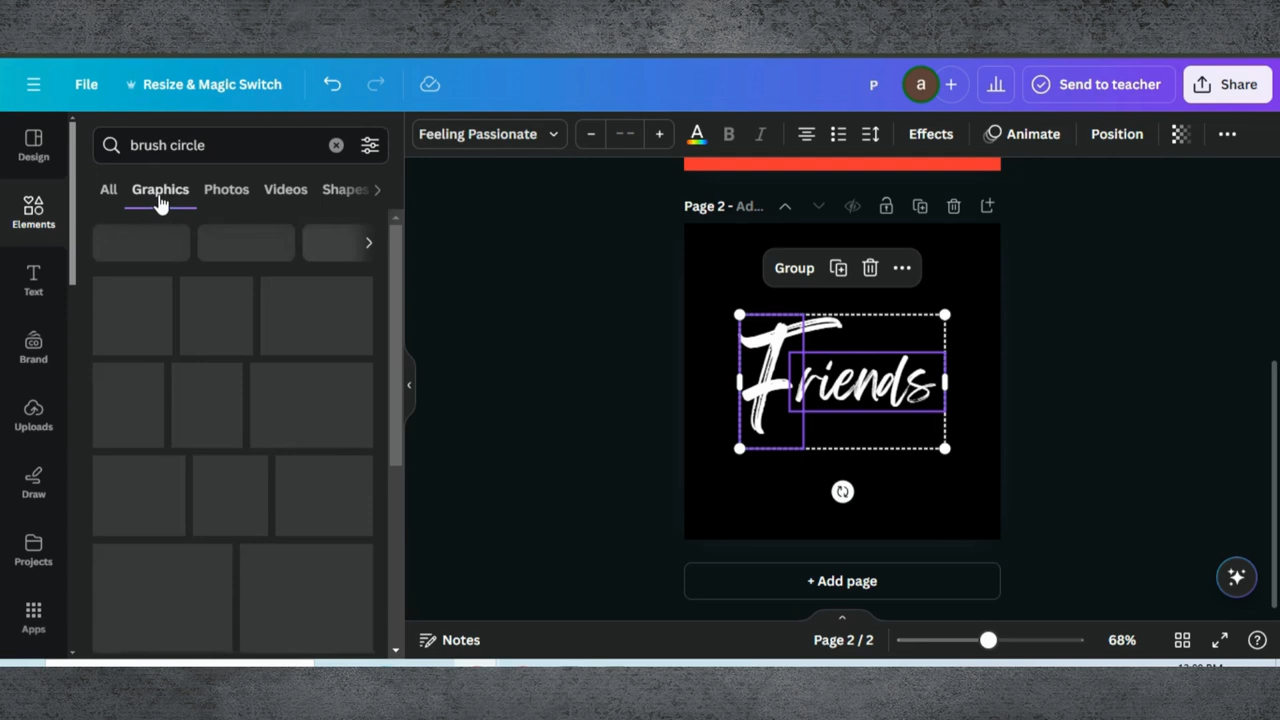 File
Resize & Magic Switch
P
a
Send to teacher
Share
Design
Elements
Text
Brand
Uploads
Draw
Projects
Apps
brush circle
All Graphics Photos Videos Shapes
Feeling Passionate
– -- +
A B I
Effects
Animate
Position
Page 2 - Ad...
Group
Friends
+ Add page
Notes
Page 2 / 2
68%